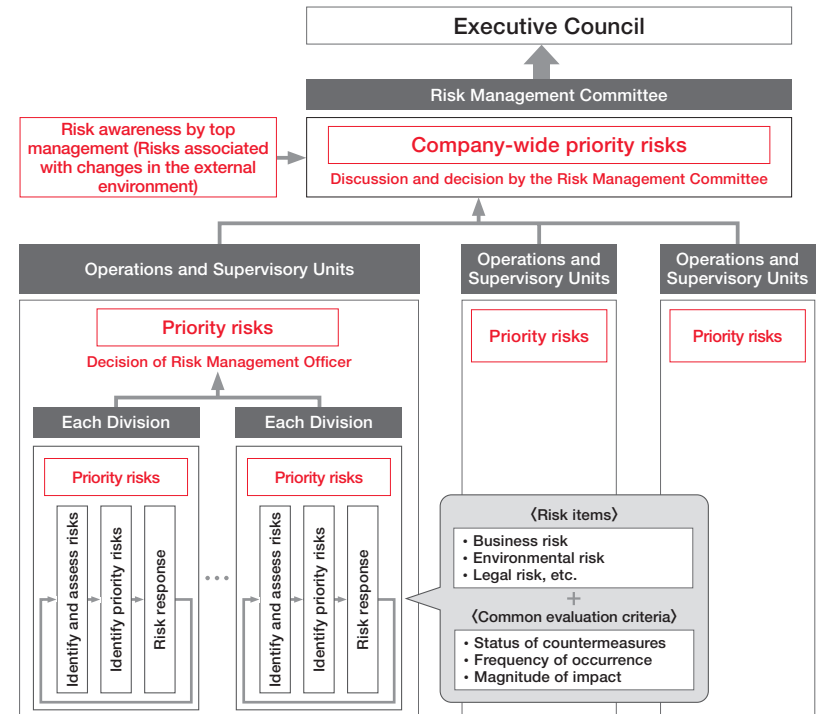 Executive Council
Risk Management Committee
Risk awareness by top
management (Risks associated
with changes in the external
environment)
Company-wide priority risks
Discussion and decision by the Risk Management Committee
Operations and Supervisory Units
Operations and
Supervisory Units
Operations and
Supervisory Units
Priority risks
Decision of Risk Management Officer
Priority risks
Priority risks
Each Division
Each Division
Priority risks
Identify and assess risks
Identify priority risks
Risk response
...
Priority risks
Identify and assess risks
Identify priority risks
Risk response
〈Risk items〉
• Business risk
• Environmental risk
• Legal risk, etc.
+
〈Common evaluation criteria〉
• Status of countermeasures
• Frequency of occurrence
• Magnitude of impact